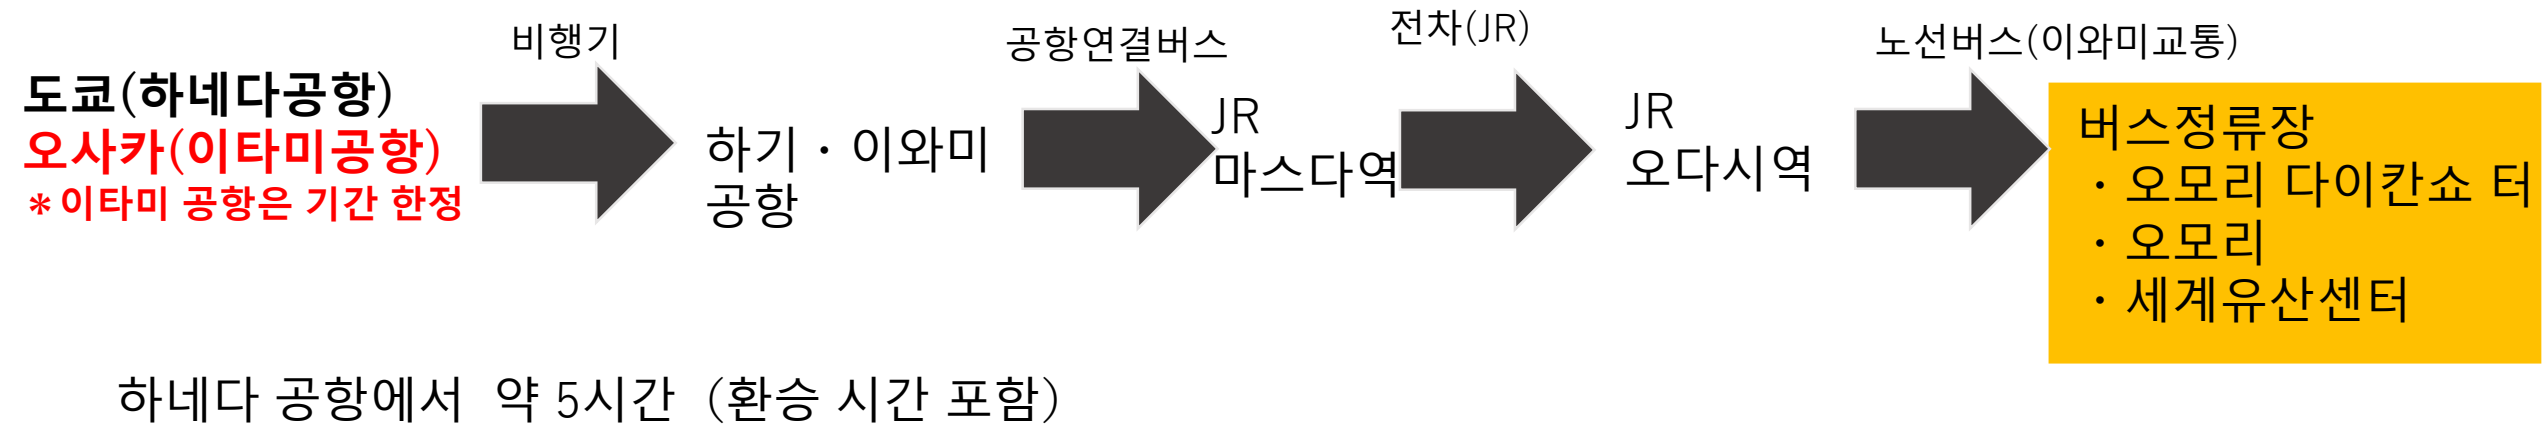 도쿄(하네다공항)
오사카(이타미공항)
*이타미 공항은 기간 한정
비행기
하기・이와미
공항
공항연결버스
JR
마스다역
전차(JR)
JR
오다시역
노선버스(이와미교통)
버스정류장
・오모리 다이칸쇼 터
・오모리
・세계유산센터
하네다 공항에서 약 5시간 (환승 시간 포함)